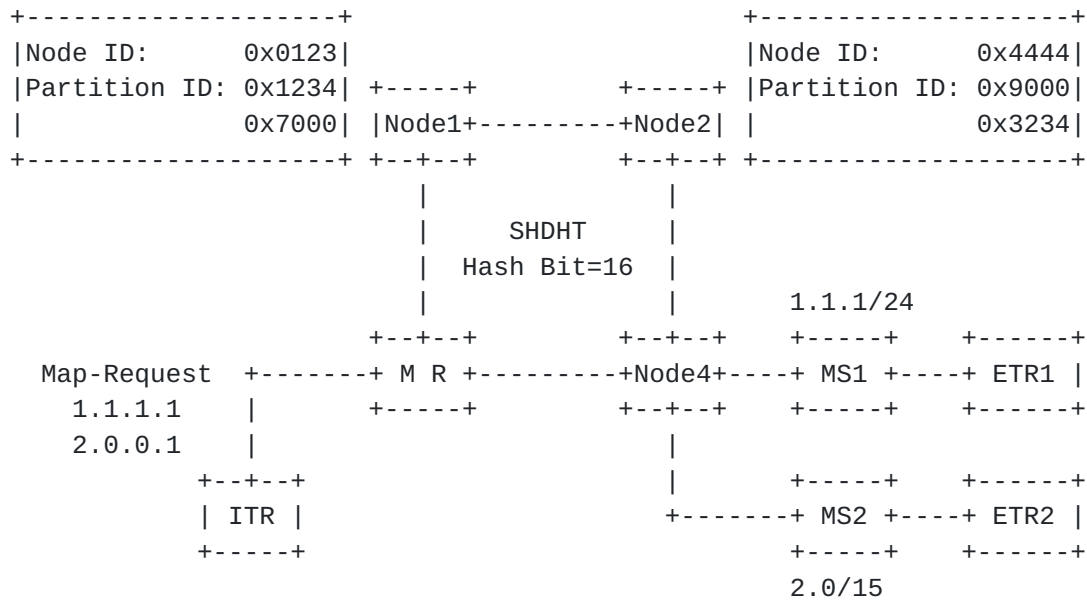 +--------------------+                       +--------------------+
|Node ID:      0x0123|                       |Node ID:      0x4444|
|Partition ID: 0x1234| +-----+       +-----+ |Partition ID: 0x9000|
|              0x7000| |Node1+---------+Node2| |              0x3234|
+--------------------+ +--+--+       +--+--+ +--------------------+
|              |
|     SHDHT    |
|  Hash Bit=16 |
|              |      1.1.1/24
+--+--+        +--+--+   +-----+   +------+
Map-Request  +-------+ M R +---------+Node4+----+ MS1 +----+ ETR1 |
1.1.1.1    |       +-----+        +--+--+   +-----+   +------+
2.0.0.1    |                         |
+--+--+                      |      +-----+   +------+
| ITR |                      +-------+ MS2 +----+ ETR2 |
+-----+                             +-----+   +------+
2.0/15